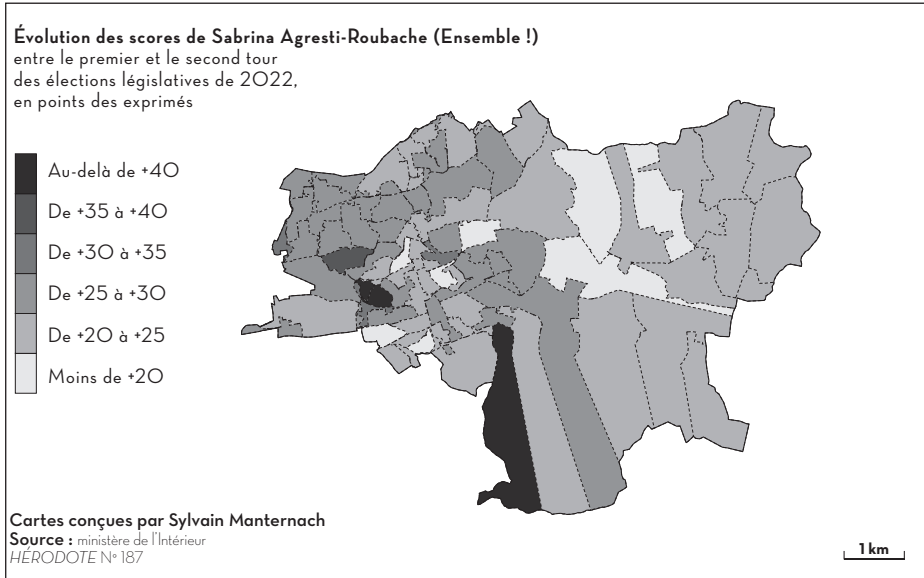 Évolution des scores de Sabrina Agresti-Roubache (Ensemble !)
entre le premier et le second tour
des élections législatives de 2022,
en points des exprimés
Au-delà de +40
De +35 à +40
De +30 à +35
De +25 à +30
De +20 à +25
Moins de +20
Cartes conçues par Sylvain Manternach
Source : ministère de l'Intérieur
HÉRODOTE N° 187
1 km